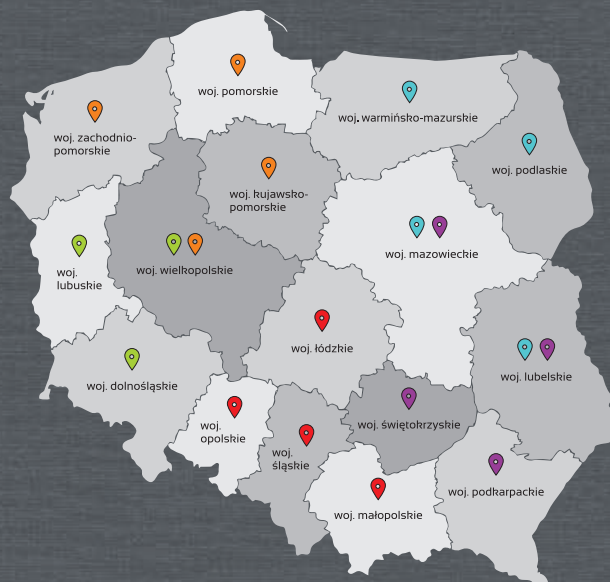 woj. pomorskie
woj. warmińsko-mazurskie
woj. zachodnio-
pomorskie
woj. podlaskie
woj. kujawsko-
pomorskie
woj. mazowieckie
woj. wielkopolskie
woj.
lubuskie
woj. łódzkie
woj. lubelskie
woj. dolnośląskie
woj.
opolskie
woj. świętokrzyskie
woj.
śląskie
woj. podkarpackie
woj. małopolskie